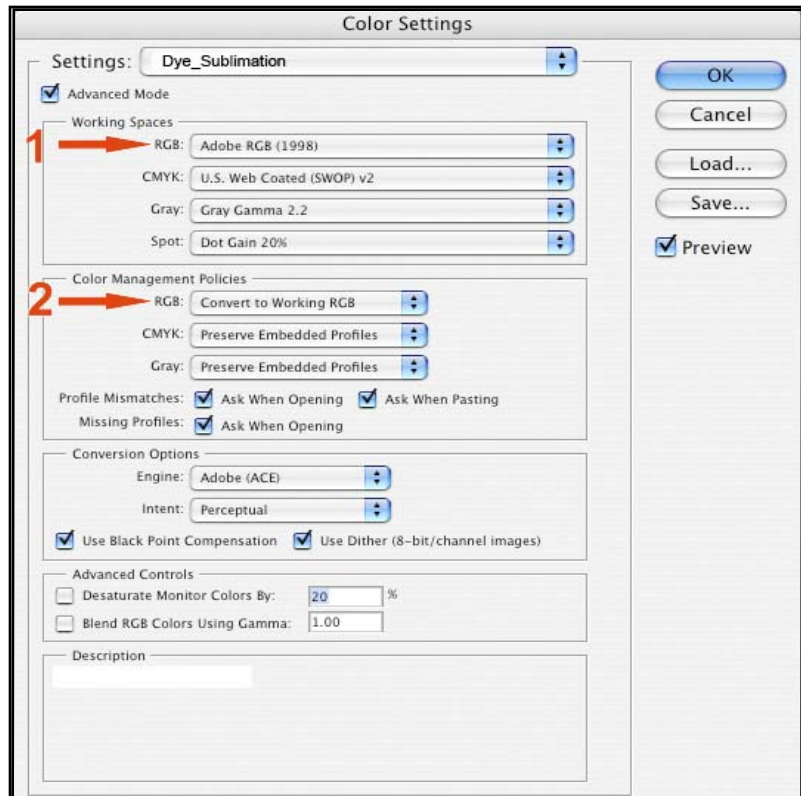 Color Settings
Settings: Dye_Sublimation
OK
Advanced Mode
Cancel
Working Spaces
1 RGB: Adobe RGB (1998)
Load...
CMYK: U.S. Web Coated (SWOP) v2
Gray: Gray Gamma 2.2
Save...
Spot: Dot Gain 20%
Preview
Color Management Policies
2 RGB: Convert to Working RGB
CMYK: Preserve Embedded Profiles
Gray: Preserve Embedded Profiles
Profile Mismatches: Ask When Opening Ask When Pasting
Missing Profiles: Ask When Opening
Conversion Options
Engine: Adobe (ACE)
Intent: Perceptual
Use Black Point Compensation Use Dither (8-bit/channel images)
Advanced Controls
Desaturate Monitor Colors By: 20 %
Blend RGB Colors Using Gamma: 1.00
Description